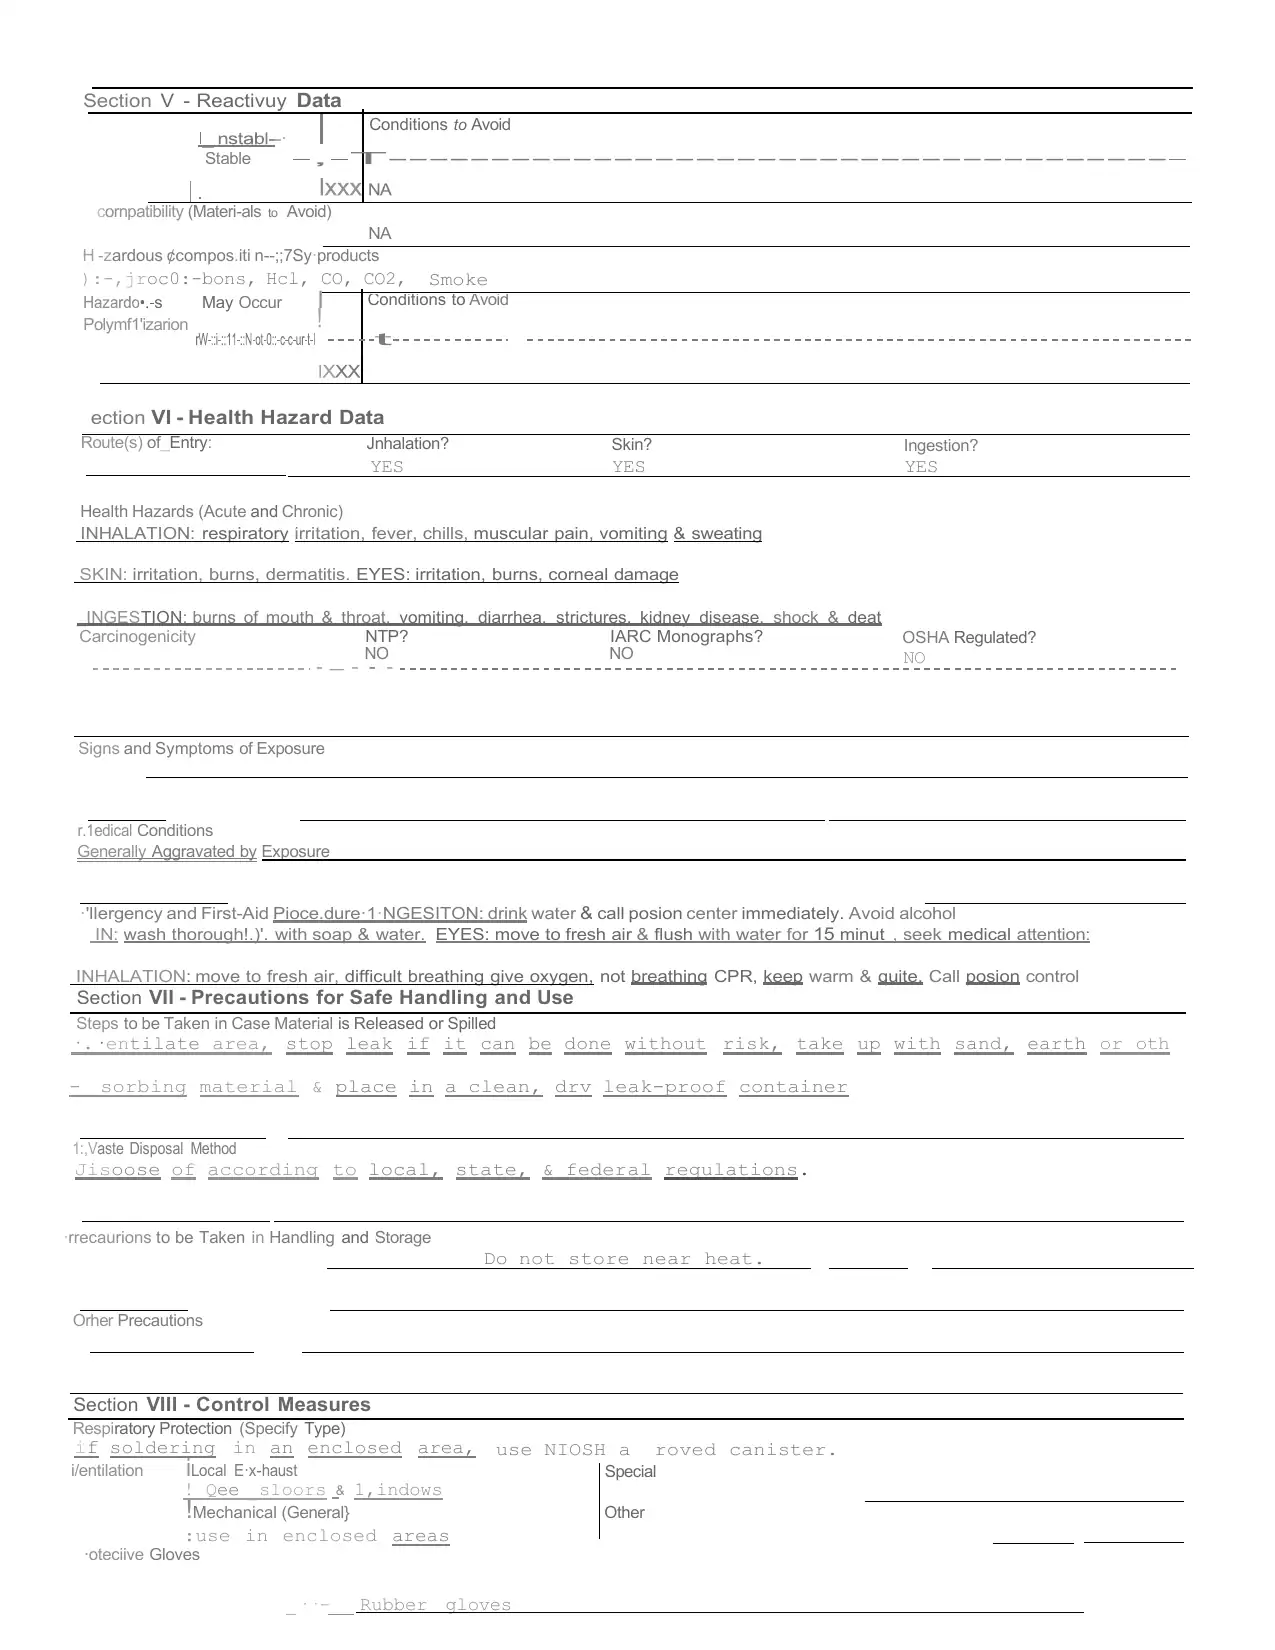 Section V - Reactivuy Data
Conditions to Avoid
nstabl-
Stable
XXX NA
cornpatibility (Materi-als to Avoid)
NA
H -zardous ¢compos.iti n--;;7Sy·products
):-,jroc0:-bons, Hcl, CO, CO2, Smoke
Hazardo•.-s May Occur Conditions to Avoid
Polymf1'izarion
rW-::i-::11-::N-ot-0::-c-c-ur-t-I
IXXX
ection VI - Health Hazard Data
Route(s) of_Entry: Jnhalation? Skin? Ingestion?
YES YES YES
Health Hazards (Acute and Chronic)
INHALATION: respiratory irritation, fever, chills, muscular pain, vomiting & sweating
SKIN: irritation, burns, dermatitis. EYES: irritation, burns, corneal damage
INGESTION: burns of mouth & throat, vomiting, diarrhea, strictures, kidney disease, shock & deat
Carcinogenicity NTP? IARC Monographs? OSHA Regulated?
NO NO NO
Signs and Symptoms of Exposure
r.1edical Conditions
Generally Aggravated by Exposure
·'llergency and First-Aid Pioce.dure·1·NGESITON: drink water & call posion center immediately. Avoid alcohol
IN: wash thorough!.)'. with soap & water. EYES: move to fresh air & flush with water for 15 minut , seek medical attention:
INHALATION: move to fresh air, difficult breathing give oxygen, not breathing CPR, keep warm & quite. Call posion control
Section VII - Precautions for Safe Handling and Use
Steps to be Taken in Case Material is Released or Spilled
·.·entilate area, stop leak if it can be done without risk, take up with sand, earth or oth
- sorbing material & place in a clean, drv leak-proof container
1:,Vaste Disposal Method
Jisoose of according to local, state, & federal regulations.
·rrecaurions to be Taken in Handling and Storage
Do not store near heat.
Orher Precautions
Section VIII - Control Measures
Respiratory Protection (Specify Type)
if soldering in an enclosed area, use NIOSH a roved canister.
i/entilation !Local E·x-haust Special
! Qee _sloors & l,indows
!Mechanical (General} Other
:use in enclosed areas
·oteciive Gloves
Rubber gloves